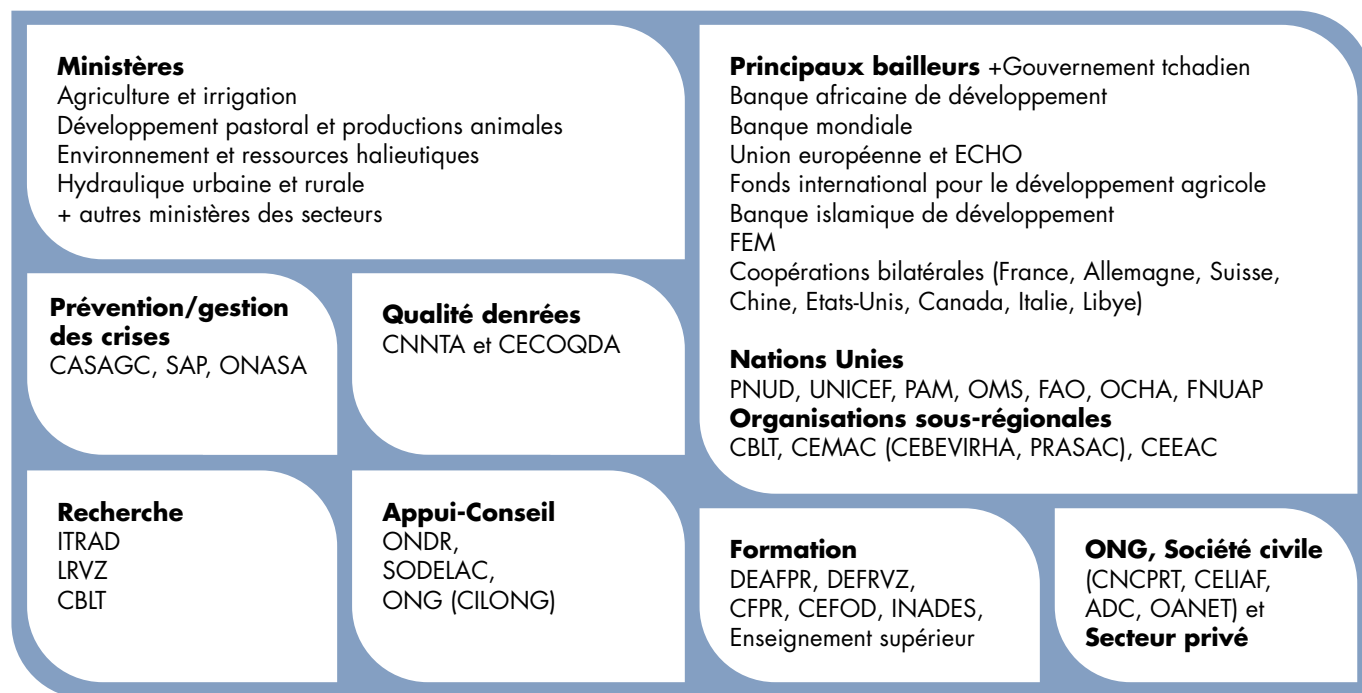 Ministères
Agriculture et irrigation
Développement pastoral et productions animales
Environnement et ressources halieutiques
Hydraulique urbaine et rurale
+ autres ministères des secteurs
Principaux bailleurs +Gouvernement tchadien
Banque africaine de développement
Banque mondiale
Union européenne et ECHO
Fonds international pour le développement agricole
Banque islamique de développement
FEM
Coopérations bilatérales (France, Allemagne, Suisse,
Chine, Etats-Unis, Canada, Italie, Libye)
Nations Unies
PNUD, UNICEF, PAM, OMS, FAO, OCHA, FNUAP
Organisations sous-régionales
CBLT, CEMAC (CEBEVIRHA, PRASAC), CEEAC
Prévention/gestion
des crises
CASAGC, SAP, ONASA
Qualité denrées
CNNTA et CECOQDA
Recherche
ITRAD
LRVZ
CBLT
Appui-Conseil
ONDR,
SODELAC,
ONG (CILONG)
Formation
DEAFPR, DEFRVZ,
CFPR, CEFOD, INADES,
Enseignement supérieur
ONG, Société civile
(CNCPRT, CELIAF,
ADC, OANET) et
Secteur privé